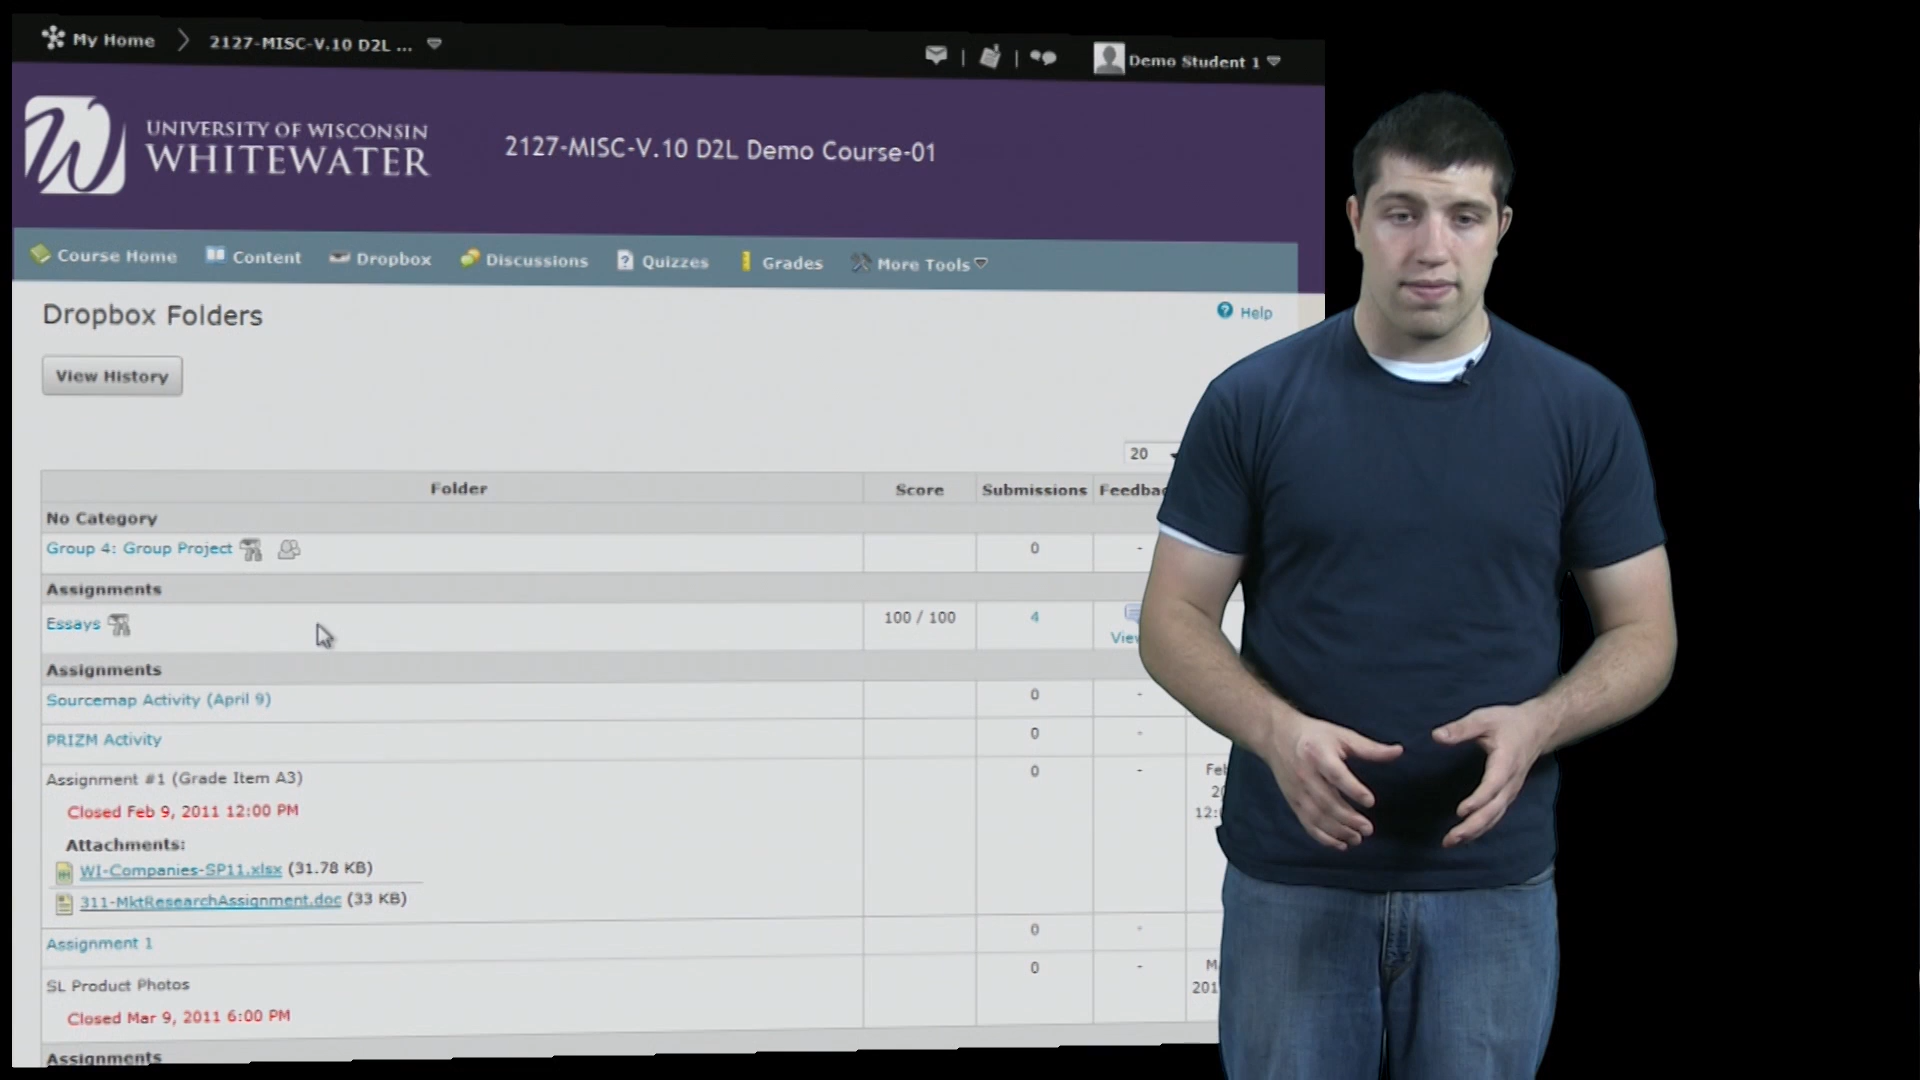 My Home
2127-MISC-V.10 D2L ...
Demo Student 1
UNIVERSITY OF WISCONSIN
WHITEWATER
2127-MISC-V.10 D2L Demo Course-01
Course Home Content Dropbox Discussions Quizzes Grades More Tools
Dropbox Folders
Help
View History
20
Folder Score Submissions
No Category
Group 4: Group Project 0 -
Assignments
Essays 100 / 100 4
Assignments
Sourcemap Activity (April 9) 0 -
PRIZM Activity 0 -
Assignment #1 (Grade Item A3) 0 -
Closed Feb 9, 2011 12:00 PM
Attachments:
WI-Companies-SP11.xlsx (31.78 KB)
311-MktResearchAssignment.doc (33 KB)
Assignment 1 0 -
SL Product Photos 0 -
Closed Mar 9, 2011 6:00 PM
Assignments